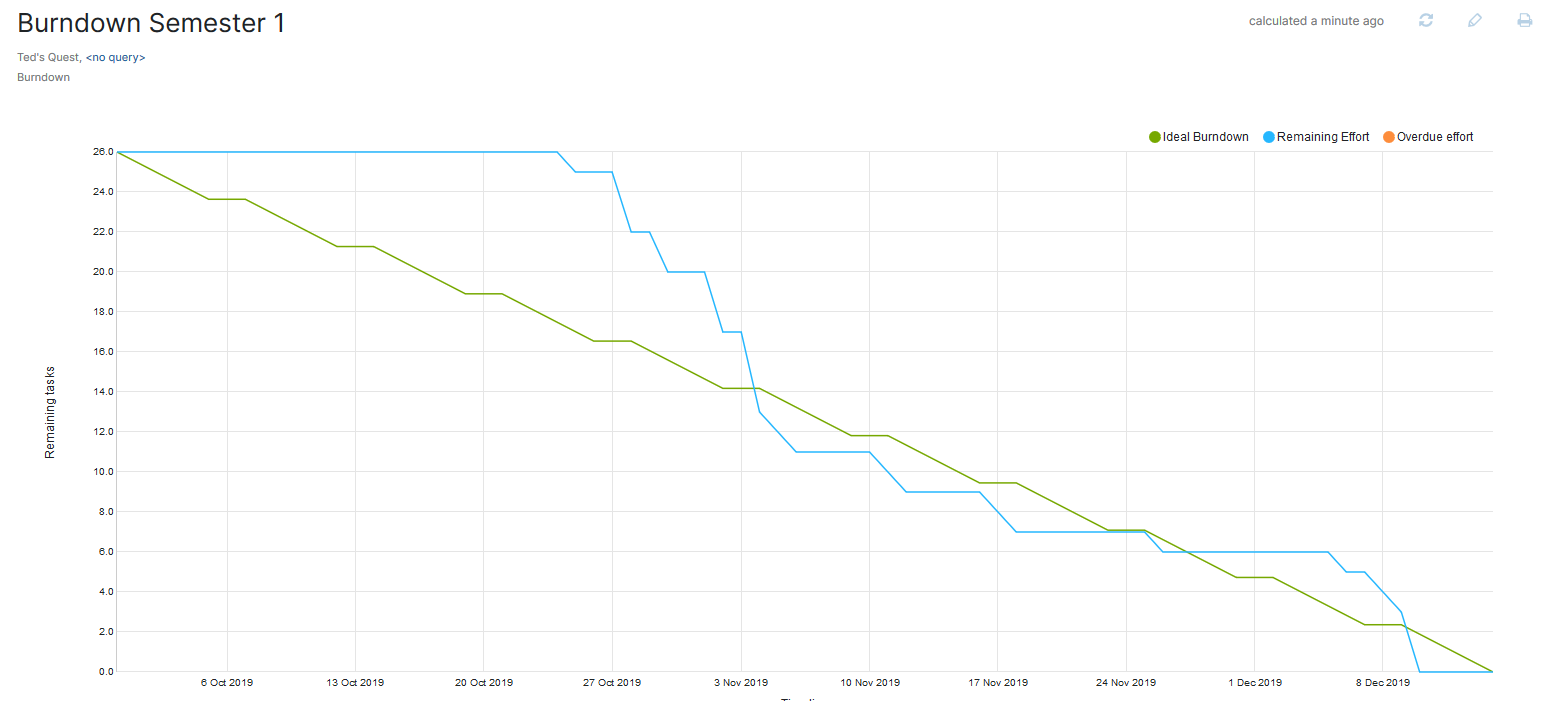 Burndown Semester 1
calculated a minute ago
Ted's Quest, <no query>
Burndown
Ideal Burndown Remaining Effort Overdue effort
26.0
24.0
22.0
20.0
18.0
16.0
14.0
12.0
10.0
8.0
6.0
4.0
2.0
0.0
Remaining tasks
6 Oct 2019 13 Oct 2019 20 Oct 2019 27 Oct 2019 3 Nov 2019 10 Nov 2019 17 Nov 2019 24 Nov 2019 1 Dec 2019 8 Dec 2019